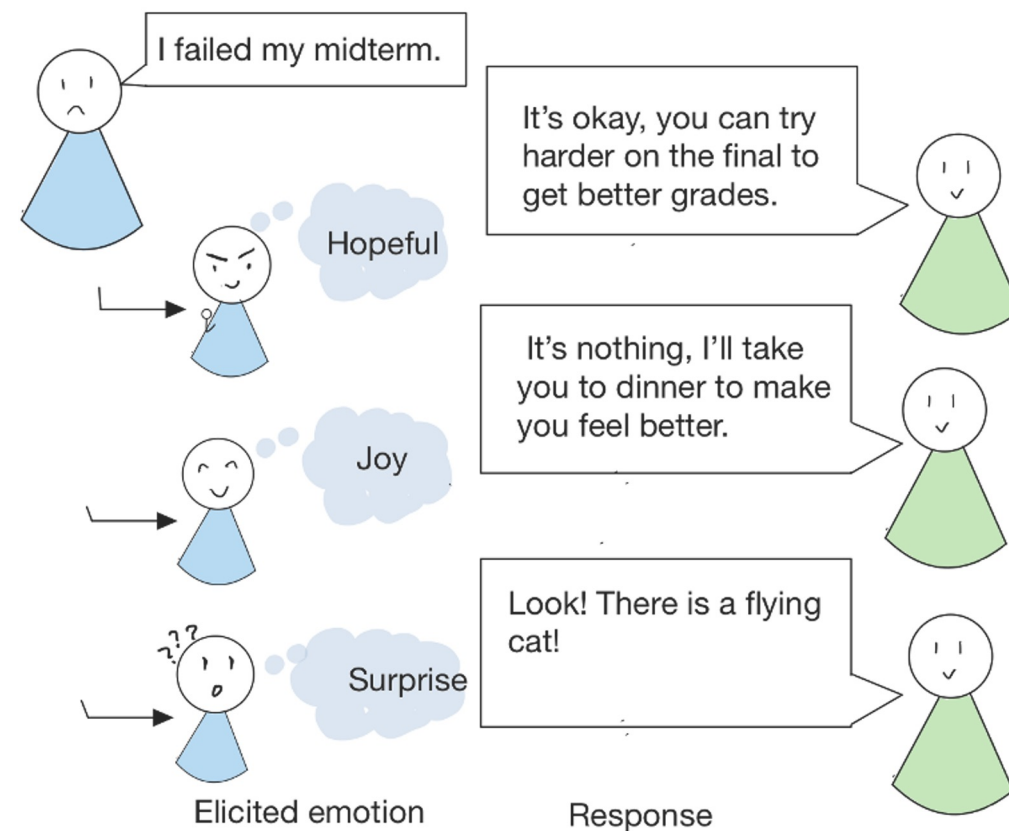 I failed my midterm.
It’s okay, you can try
harder on the final to
get better grades.
Hopeful
It’s nothing, I’ll take
you to dinner to make
you feel better.
Joy
Look! There is a flying
cat!
???
Surprise
Elicited emotion
Response